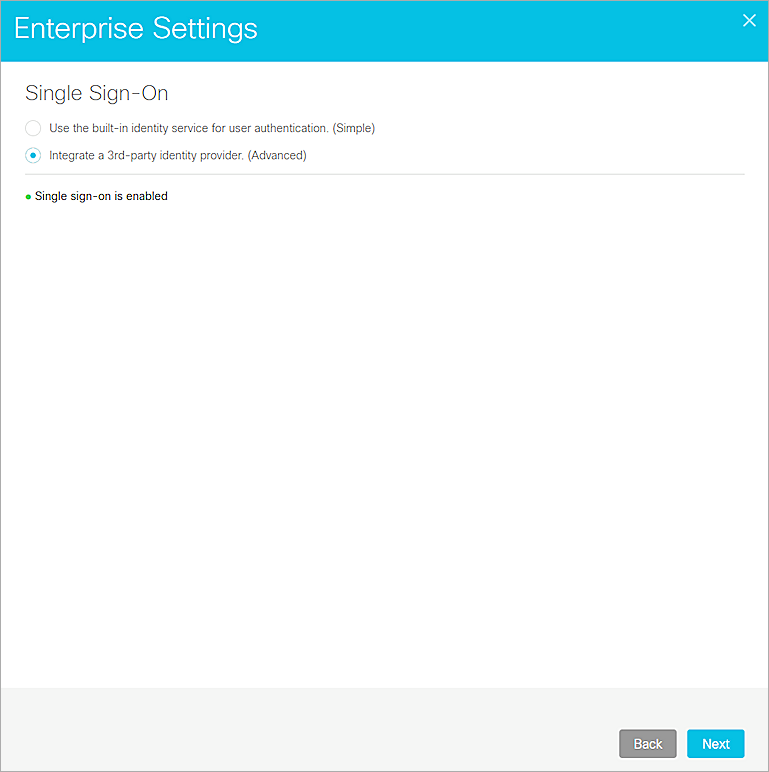 Enterprise Settings
Single Sign-On
Use the built-in identity service for user authentication. (Simple)
Integrate a 3rd-party identity provider. (Advanced)
Single sign-on is enabled
Back
Next